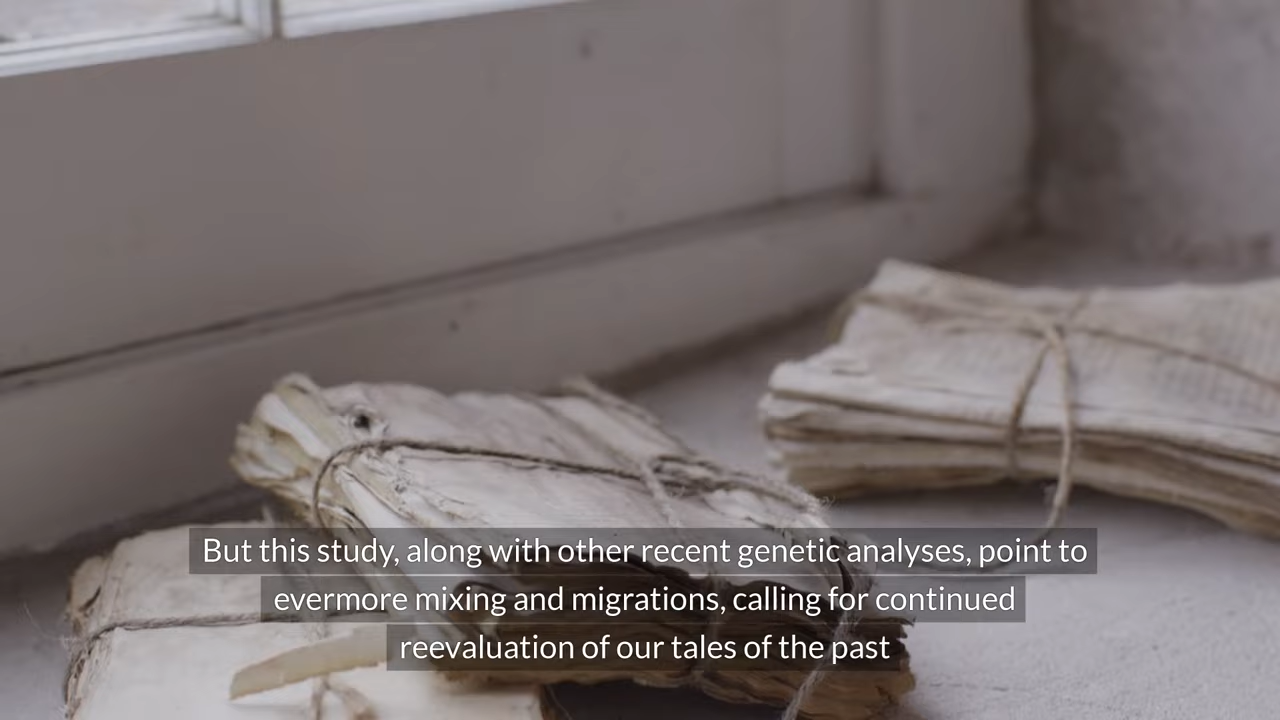 But this study, along with other recent genetic analyses, point to
evermore mixing and migrations, calling for continued
reevaluation of our tales of the past